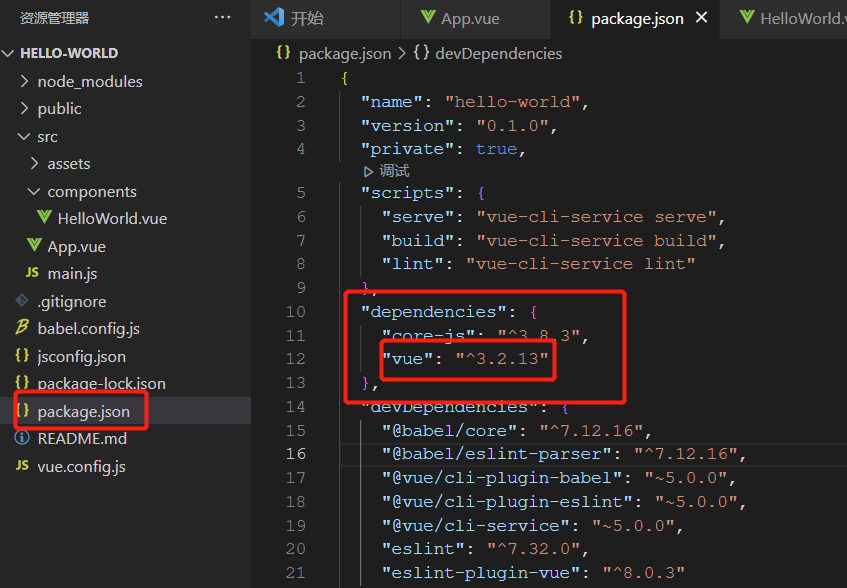 资源管理器 ···
HELLO-WORLD
node_modules
public
src
assets
components
HelloWorld.vue
App.vue
JS main.js
.gitignore
babel.config.js
{} jsconfig.json
{} package-lock.json
{} package.json
README.md
JS vue.config.js
开始
App.vue
{} package.json ×
HelloWorld.v
{} package.json > {} devDependencies
1 {
2 "name": "hello-world",
3 "version": "0.1.0",
4 "private": true,
调试
5 "scripts": {
6 "serve": "vue-cli-service serve",
7 "build": "vue-cli-service build",
8 "lint": "vue-cli-service lint"
9 },
10 "dependencies": {
11 "core-js": "^3.8.3",
12 "vue": "^3.2.13"
13 },
14 "devDependencies": {
15 "@babel/core": "^7.12.16",
16 "@babel/eslint-parser": "^7.12.16",
17 "@vue/cli-plugin-babel": "~5.0.0",
18 "@vue/cli-plugin-eslint": "~5.0.0",
19 "@vue/cli-service": "~5.0.0",
20 "eslint": "^7.32.0",
21 "eslint-plugin-vue": "^8.0.3"